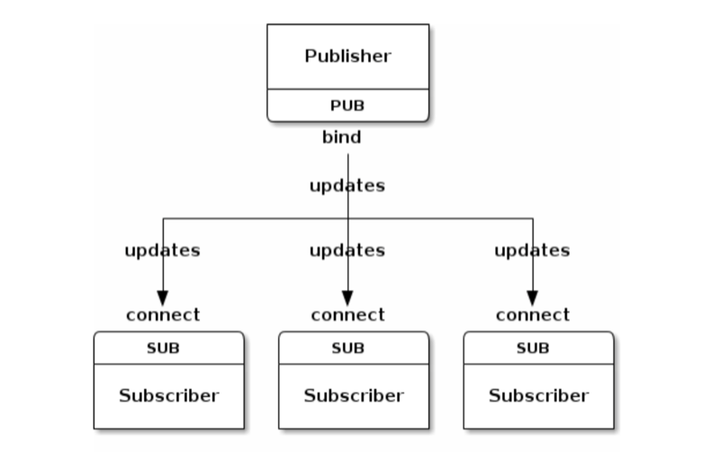 Publisher
PUB
bind
updates
updates updates updates
connect connect connect
SUB SUB SUB
Subscriber Subscriber Subscriber